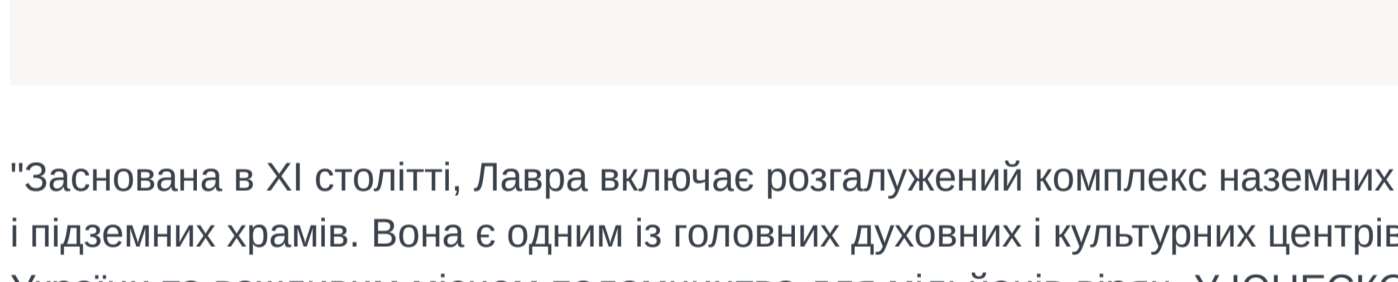 "Заснована в XI столітті, Лавра включає розгалужений комплекс наземних
і підземних храмів. Вона є одним із головних духовних і культурних центрів